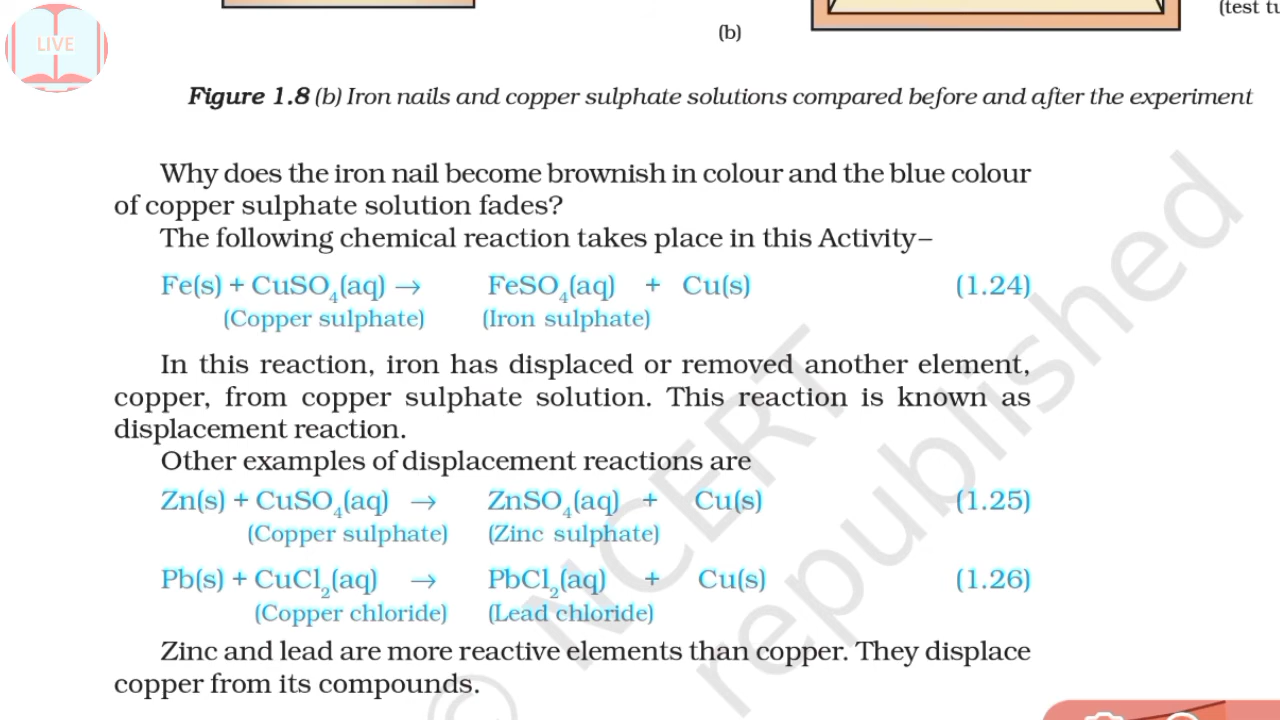 LIVE
(test tu
(b)
Figure 1.8 (b) Iron nails and copper sulphate solutions compared before and after the experiment
Why does the iron nail become brownish in colour and the blue colour
of copper sulphate solution fades?
The following chemical reaction takes place in this Activity–
Fe(s) + CuSO₄(aq) → FeSO₄(aq) + Cu(s) (1.24)
(Copper sulphate) (Iron sulphate)
In this reaction, iron has displaced or removed another element,
copper, from copper sulphate solution. This reaction is known as
displacement reaction.
Other examples of displacement reactions are
Zn(s) + CuSO₄(aq) → ZnSO₄(aq) + Cu(s) (1.25)
(Copper sulphate) (Zinc sulphate)
Pb(s) + CuCl₂(aq) → PbCl₂(aq) + Cu(s) (1.26)
(Copper chloride) (Lead chloride)
Zinc and lead are more reactive elements than copper. They displace
copper from its compounds.
© NCERT
republished